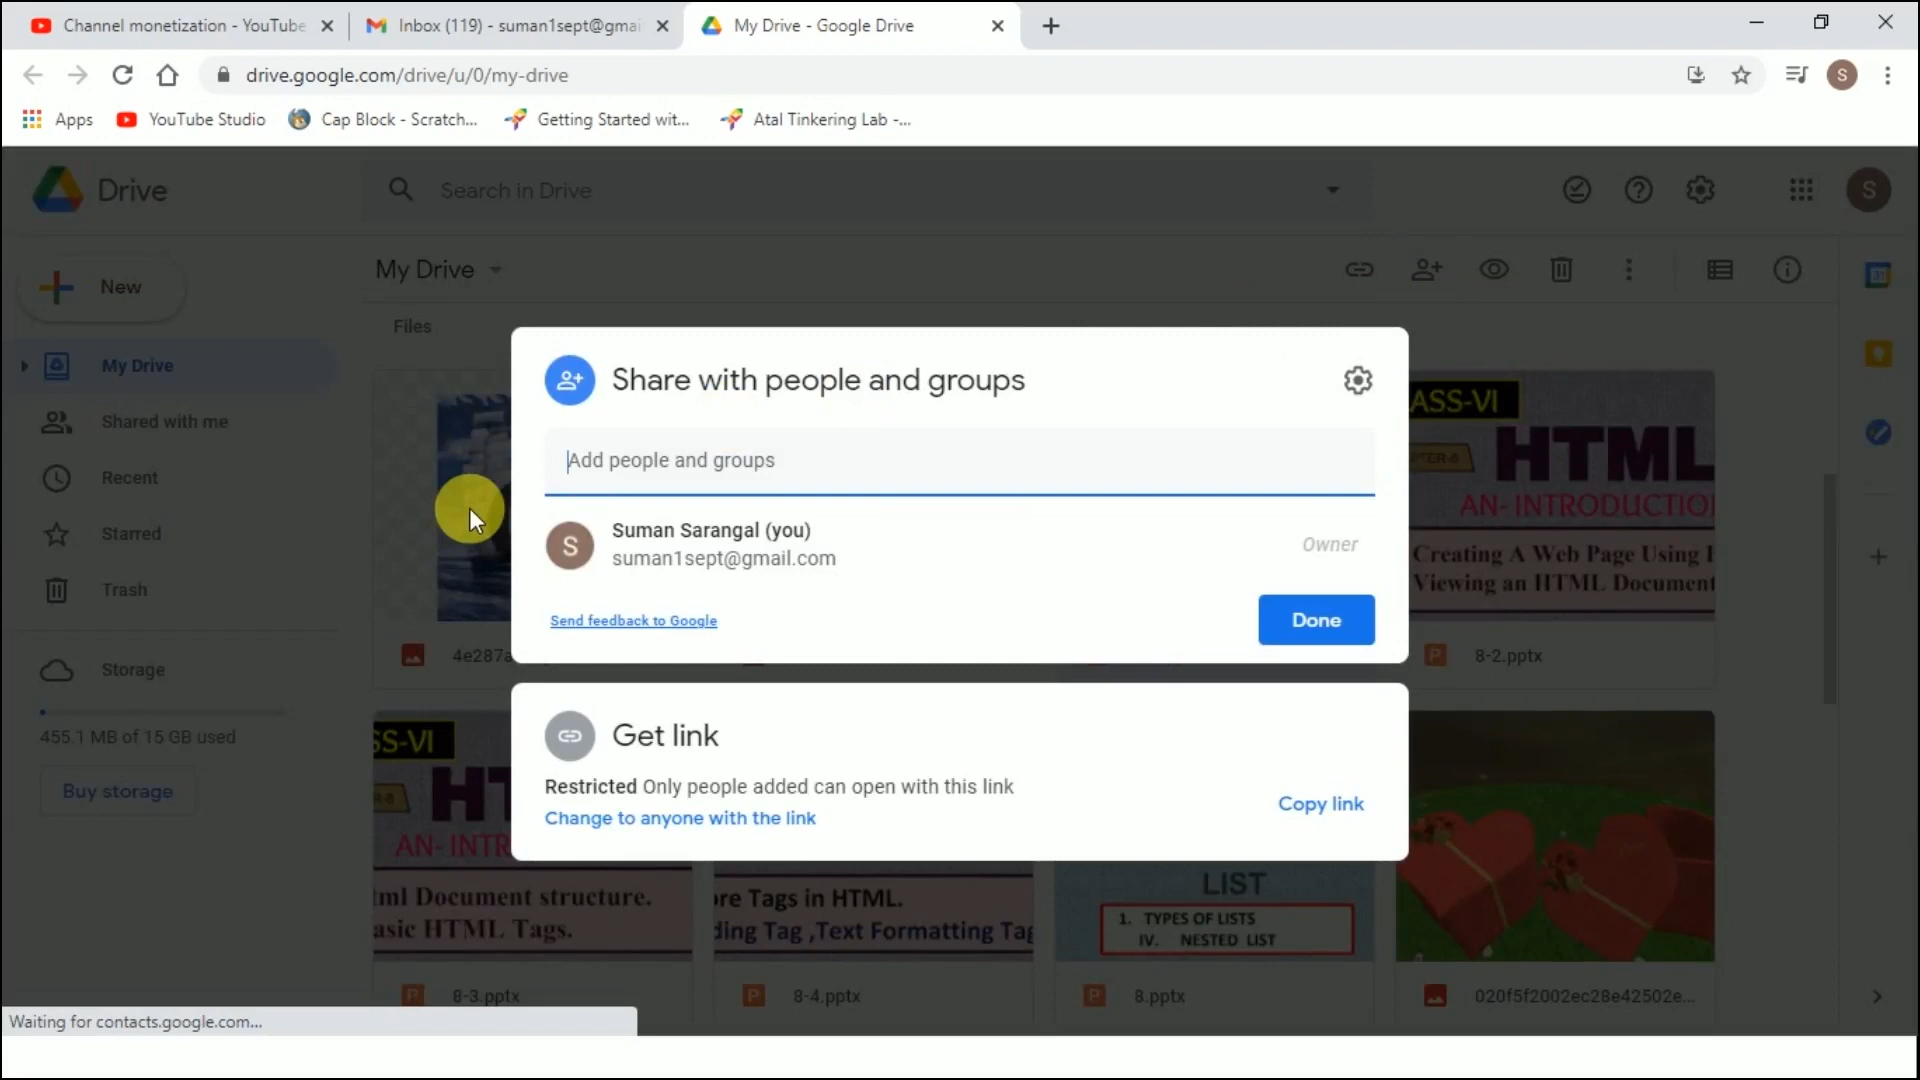 Channel monetization - YouTube
Inbox (119) - suman1sept@gmai
My Drive - Google Drive
drive.google.com/drive/u/0/my-drive
S
Apps
YouTube Studio
Cap Block - Scratch...
Getting Started wit...
Atal Tinkering Lab -...
Drive
Search in Drive
S
New
My Drive
Files
My Drive
Shared with me
Recent
Starred
Trash
Storage
455.1 MB of 15 GB used
Buy storage
Share with people and groups
Add people and groups
S
Suman Sarangal (you)
suman1sept@gmail.com
Owner
Send feedback to Google
Done
Get link
Restricted Only people added can open with this link
Change to anyone with the link
Copy link
ASS-VI
HTML
AN- INTRODUCTIO
Creating A Web Page Using
Viewing an HTML Document
4e287a
P 8-2.pptx
SS-VI
HT
AN- INTR
ml Document structure.
asic HTML Tags.
re Tags in HTML.
ding Tag ,Text Formatting Tag
LIST
1. TYPES OF LISTS
IV. NESTED LIST
P 8-3.pptx
P 8-4.pptx
P 8.pptx
020f5f2002ec28e42502e...
Waiting for contacts.google.com...